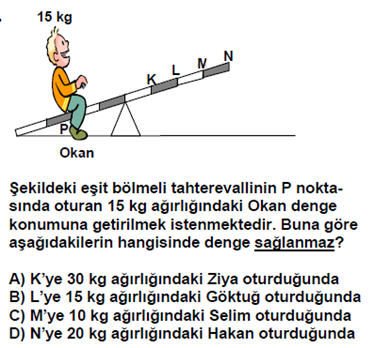 15 kg
K L M N
P
Okan
Şekildeki eşit bölmeli tahterevallinin P nokta-
sında oturan 15 kg ağırlığındaki Okan denge
konumuna getirilmek istenmektedir. Buna göre
aşağıdakilerin hangisinde denge sağlanmaz?
A) K'ye 30 kg ağırlığındaki Ziya oturduğunda
B) L'ye 15 kg ağırlığındaki Göktuğ oturduğunda
C) M'ye 10 kg ağırlığındaki Selim oturduğunda
D) N'ye 20 kg ağırlığındaki Hakan oturduğunda